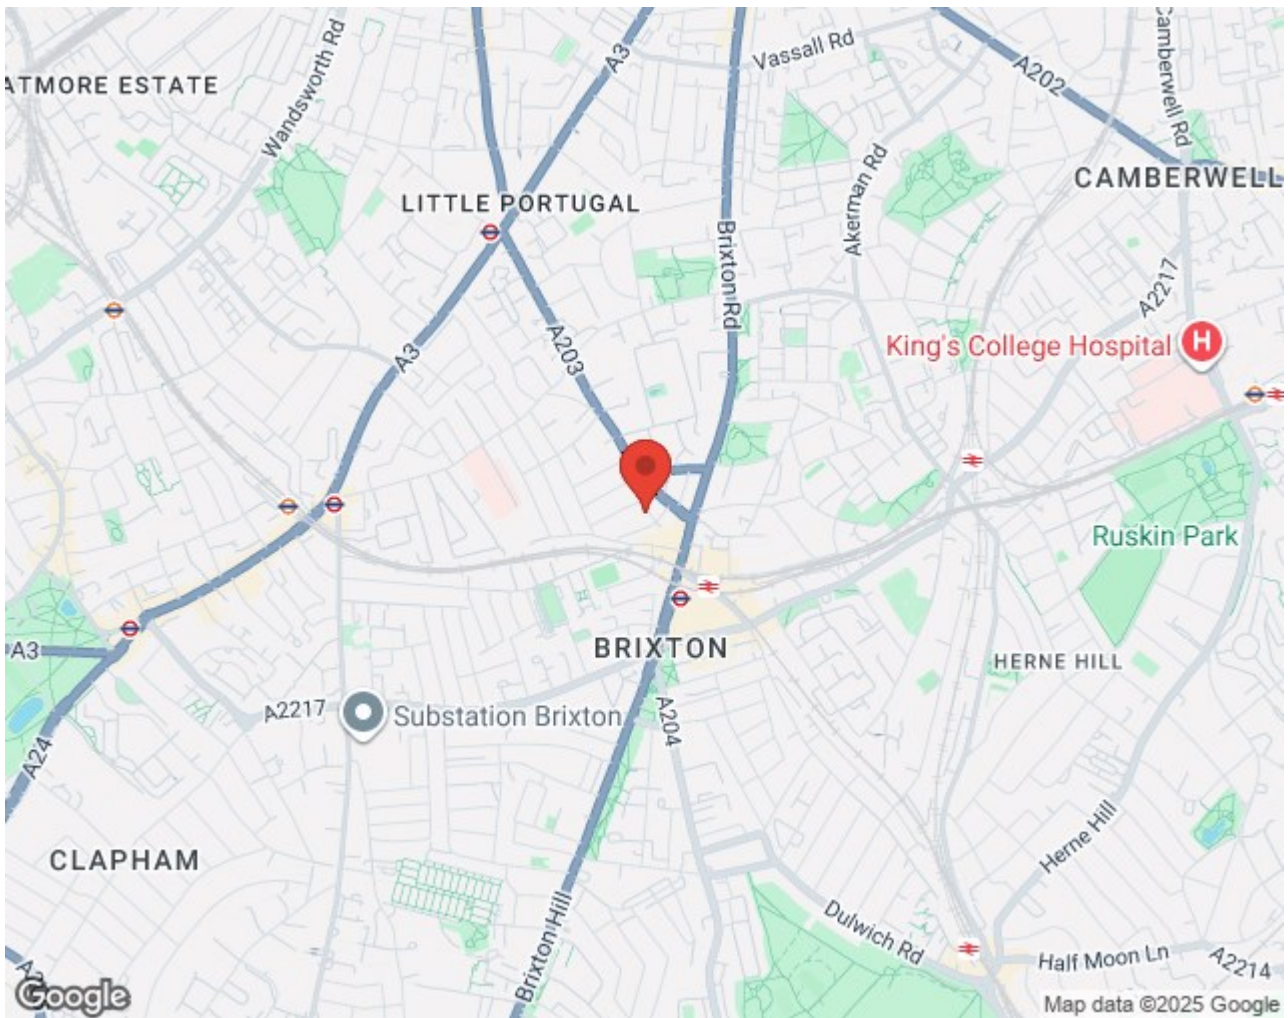 Vassall Rd
A3
A202
Camberwell Rd
ATMORE ESTATE
Wandsworth Rd
Akerman Rd
CAMBERWELL
LITTLE PORTUGAL
Brixton Rd
A2217
A203
A3
King's College Hospital
H
Ruskin Park
BRIXTON
A3
HERNE HILL
A2217
Substation Brixton
A204
A24
Herne Hill
CLAPHAM
Brixton Hill
Dulwich Rd
Half Moon Ln
A2214
Google
Map data ©2025 Google